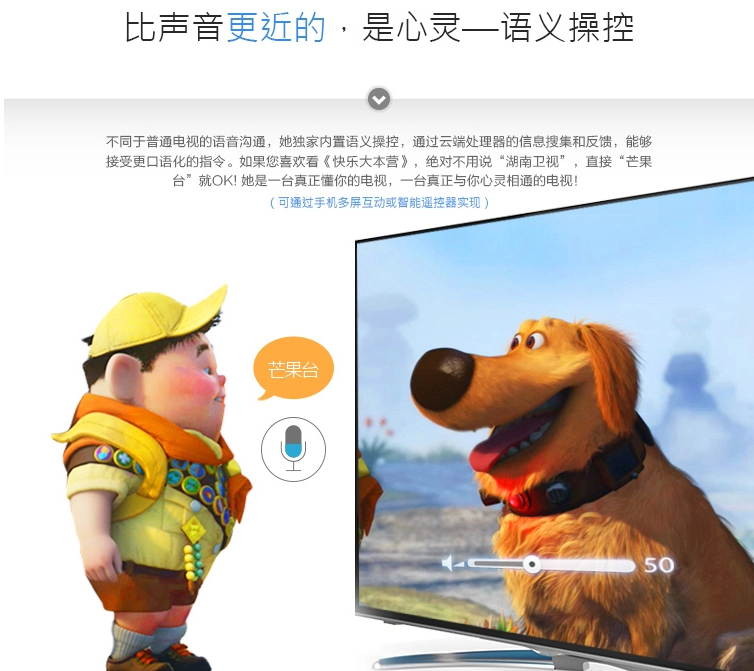 比声音更近的，是心灵—语义操控
不同于普通电视的语音沟通，她独家内置语义操控，通过云端处理器的信息搜集和反馈，能够
接受更口语化的指令。如果您喜欢看《快乐大本营》，绝对不用说“湖南卫视”，直接“芒果
台”就OK! 她是一台真正懂你的电视，一台真正与你心灵相通的电视!
（可通过手机多屏互动或智能遥控器实现）
芒果台
50